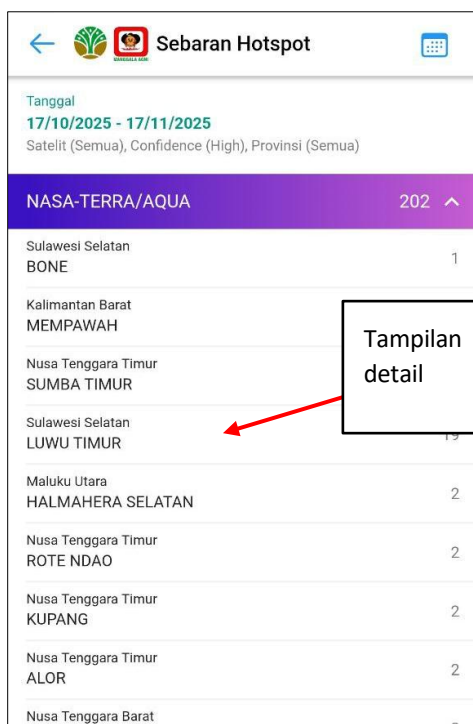 Sebaran Hotspot
Tanggal
17/10/2025 - 17/11/2025
Satelit (Semua), Confidence (High), Provinsi (Semua)
NASA-TERRA/AQUA 202
Sulawesi Selatan
BONE 1
Kalimantan Barat
MEMPAWAH
Nusa Tenggara Timur
SUMBA TIMUR
Tampilan
detail
Sulawesi Selatan
LUWU TIMUR
Maluku Utara
HALMAHERA SELATAN 2
Nusa Tenggara Timur
ROTE NDAO 2
Nusa Tenggara Timur
KUPANG 2
Nusa Tenggara Timur
ALOR 2
Nusa Tenggara Barat